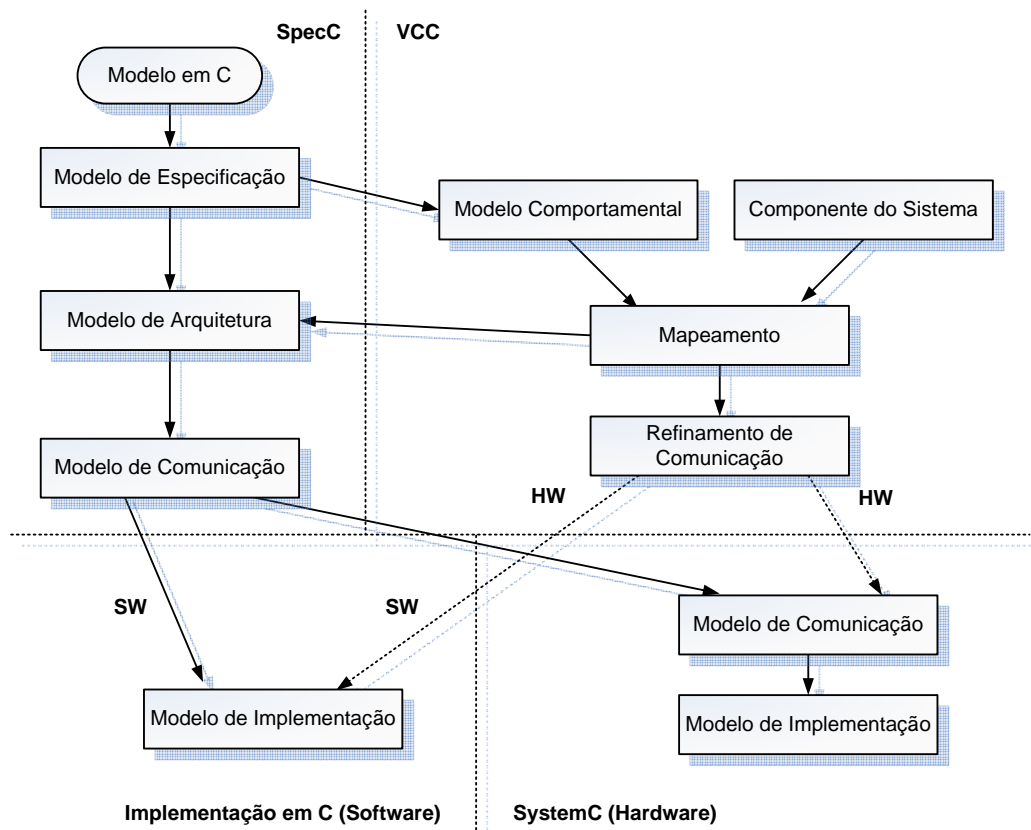 SpecC
VCC
Modelo em C
Modelo de Especificação
Modelo Comportamental
Componente do Sistema
Modelo de Arquitetura
Mapeamento
Modelo de Comunicação
Refinamento de
Comunicação
HW
HW
SW
SW
Modelo de Comunicação
Modelo de Implementação
Modelo de Implementação
Implementação em C (Software)
SystemC (Hardware)